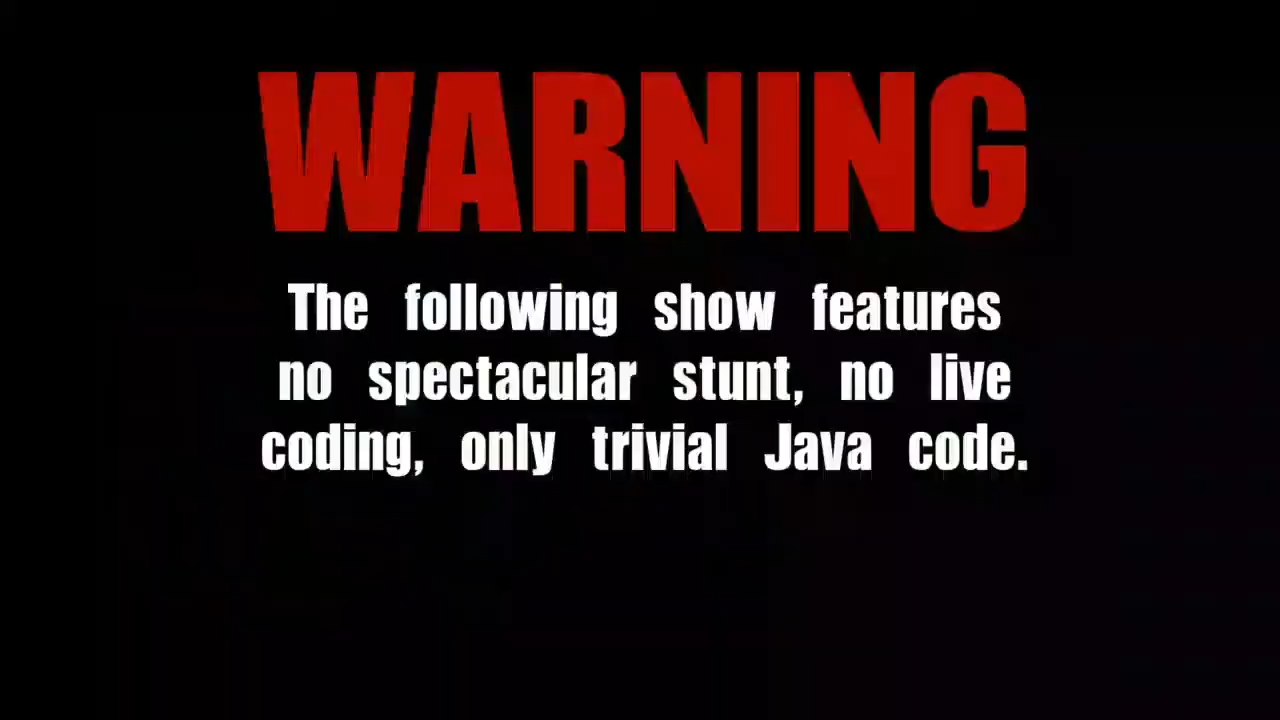 WARNING
The following show features
no spectacular stunt, no live
coding, only trivial Java code.